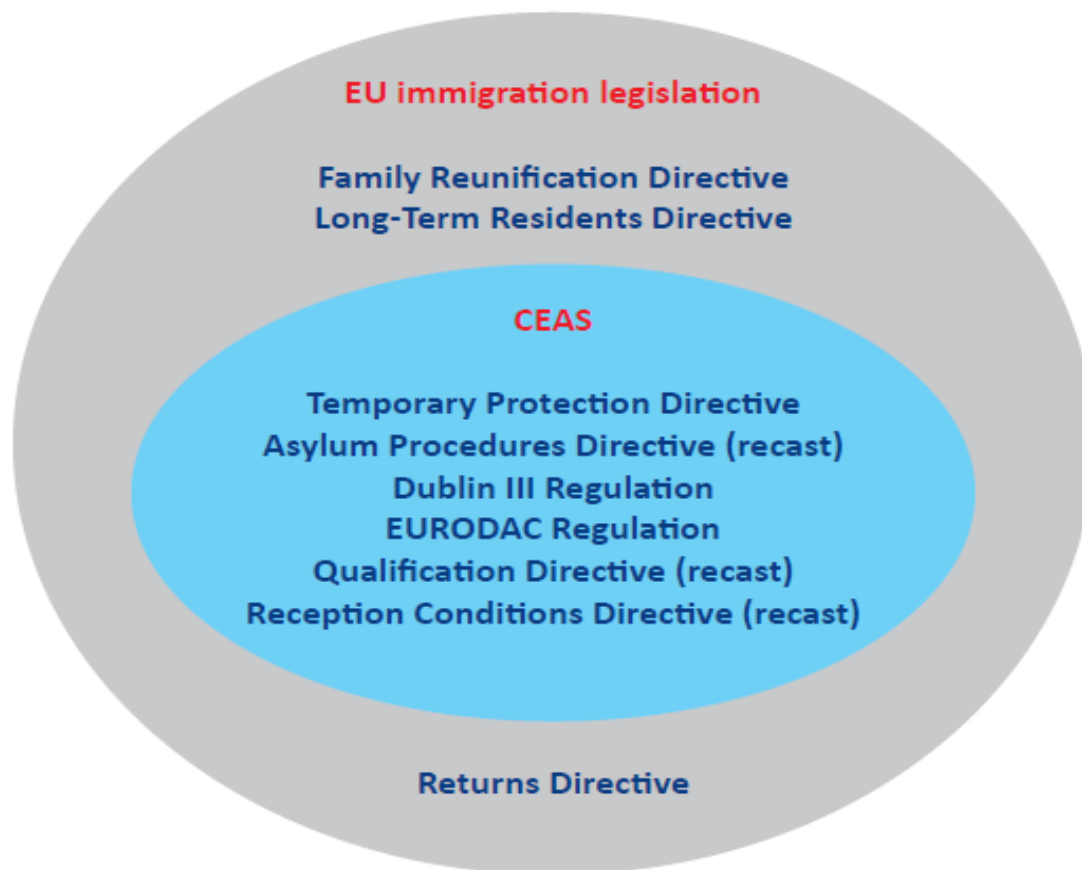 EU immigration legislation
Family Reunification Directive
Long-Term Residents Directive
CEAS
Temporary Protection Directive
Asylum Procedures Directive (recast)
Dublin III Regulation
EURODAC Regulation
Qualification Directive (recast)
Reception Conditions Directive (recast)
Returns Directive